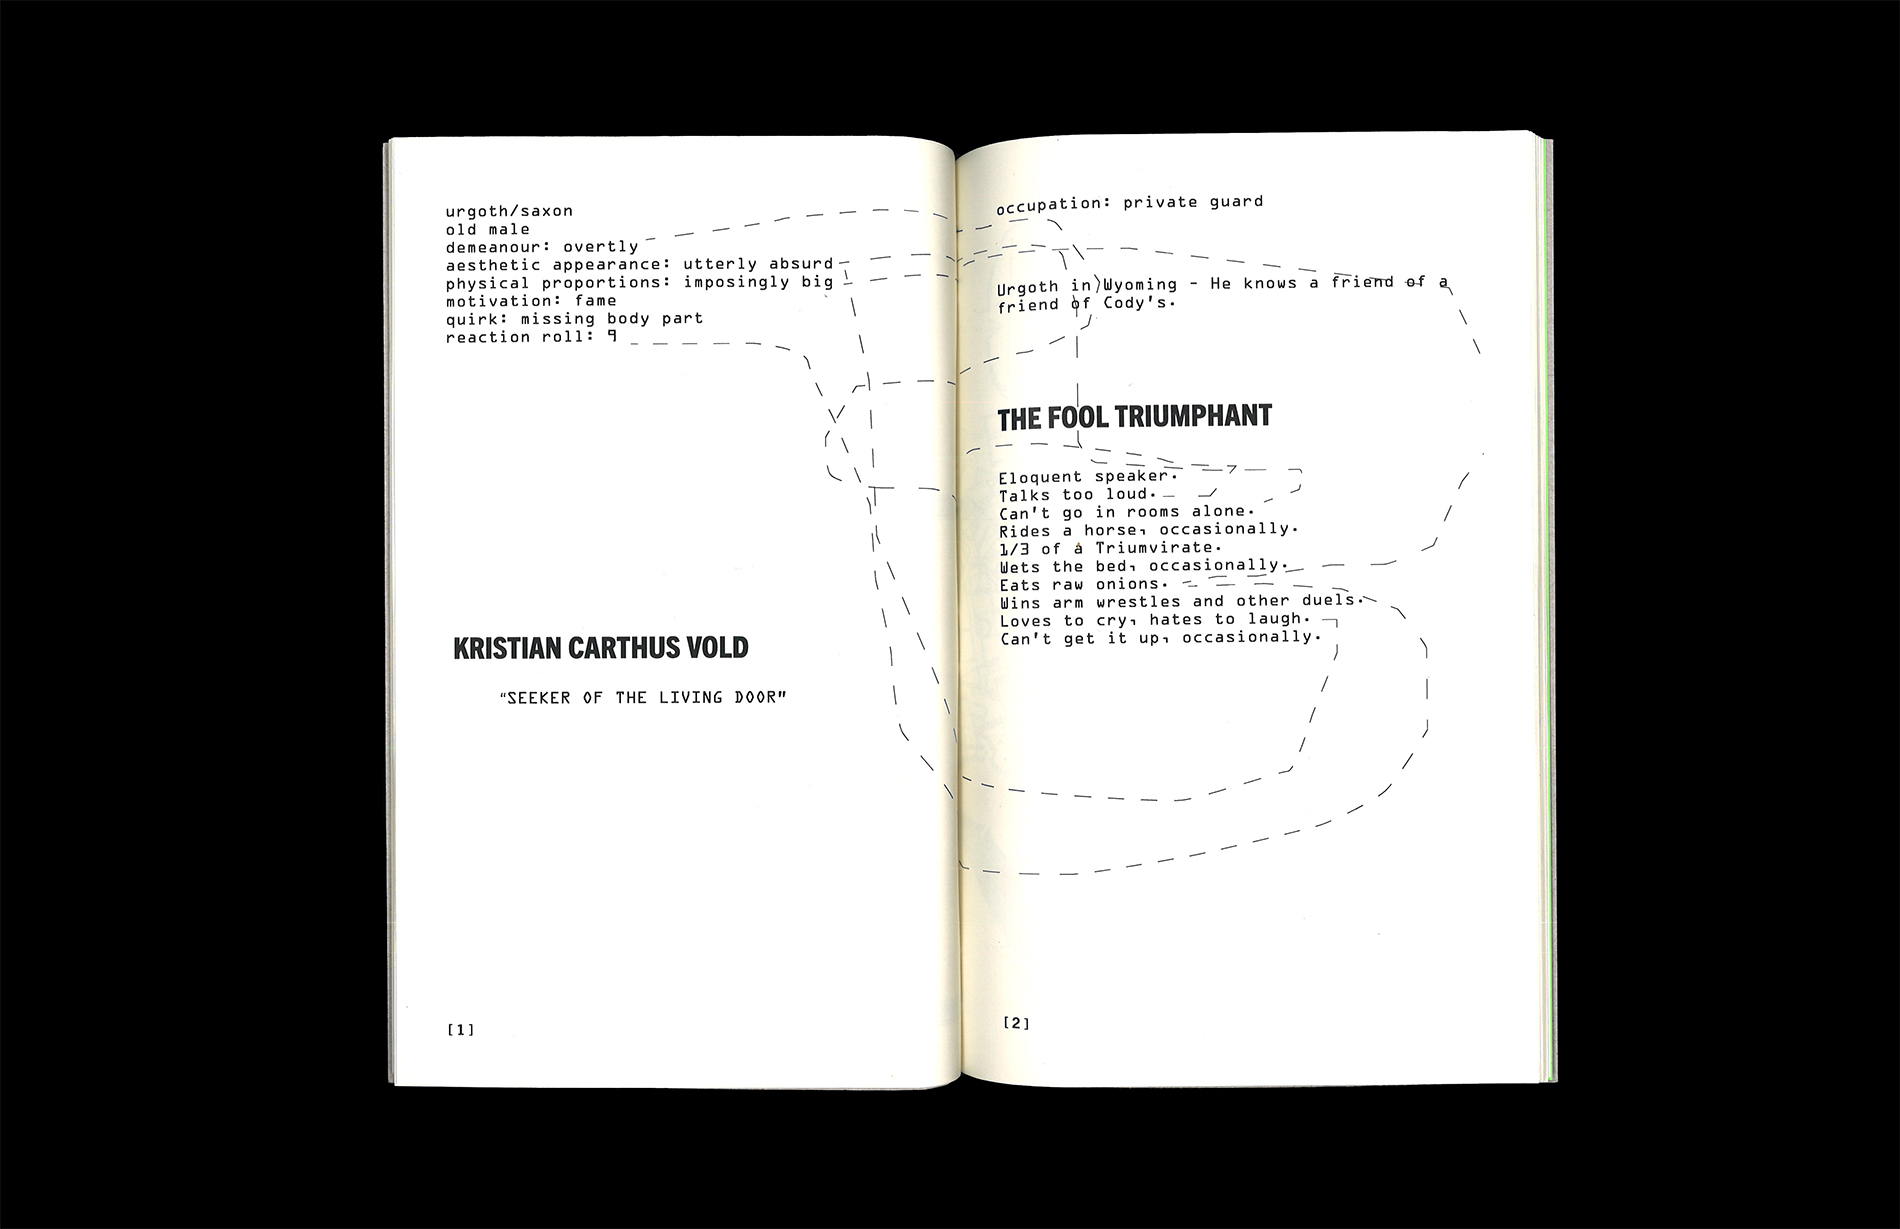 urgoth/saxon
old male
demeanour: overtly
aesthetic appearance: utterly absurd
physical proportions: imposingly big
motivation: fame
quirk: missing body part
reaction roll: 9
KRISTIAN CARTHUS VOLD
“SEEKER OF THE LIVING DOOR”
[1]
occupation: private guard
Urgoth in Wyoming - He knows a friend of a
friend of Cody's.
THE FOOL TRIUMPHANT
Eloquent speaker.
Talks too loud.
Can't go in rooms alone.
Rides a horse, occasionally.
1/3 of a Triumvirate.
Wets the bed, occasionally.
Eats raw onions.
Wins arm wrestles and other duels.
Loves to cry, hates to laugh.
Can't get it up, occasionally.
[2]